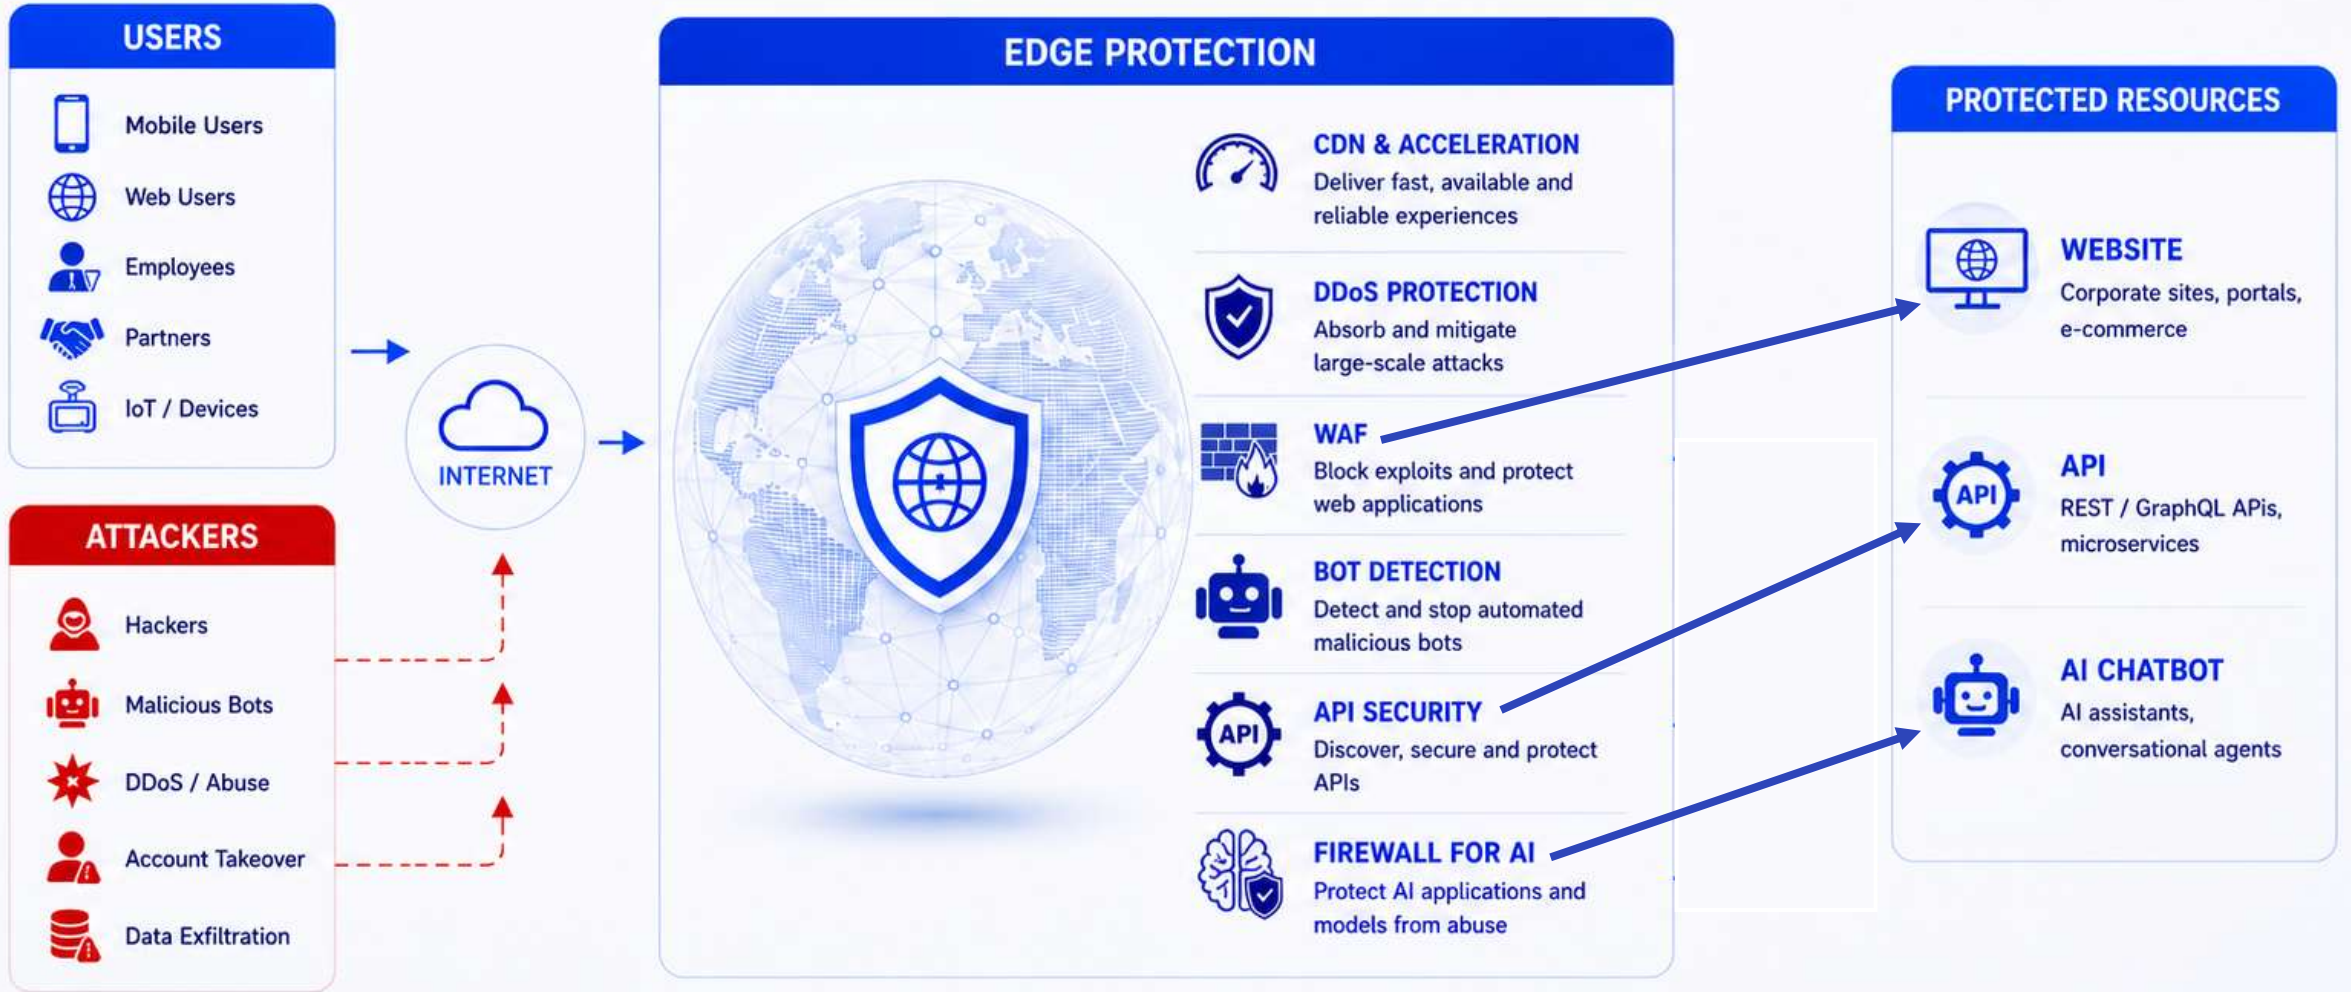 USERS
Mobile Users
Web Users
Employees
Partners
IoT / Devices
ATTACKERS
Hackers
Malicious Bots
DDoS / Abuse
Account Takeover
Data Exfiltration
INTERNET
EDGE PROTECTION
CDN & ACCELERATION
Deliver fast, available and
reliable experiences
DDoS PROTECTION
Absorb and mitigate
large-scale attacks
WAF
Block exploits and protect
web applications
BOT DETECTION
Detect and stop automated
malicious bots
API
API SECURITY
Discover, secure and protect
APIs
FIREWALL FOR AI
Protect AI applications and
models from abuse
PROTECTED RESOURCES
WEBSITE
Corporate sites, portals,
e-commerce
API
API
REST / GraphQL APis,
microservices
AI CHATBOT
AI assistants,
conversational agents